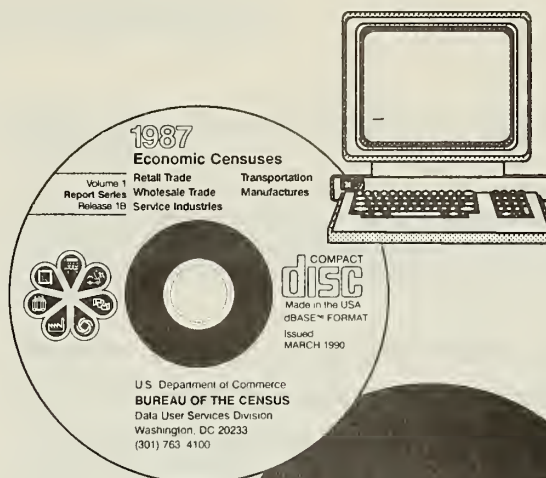 1987
Economic Censuses
Retail Trade Transportation
Volume 1 Wholesale Trade Manufactures
Report Series Service Industries
Release 1B
COMPACT
disc
Made in the USA
dBASE™ FORMAT
Issued
MARCH 1990
U.S. Department of Commerce
BUREAU OF THE CENSUS
Data User Services Division
Washington, DC 20233
(301) 763-4100